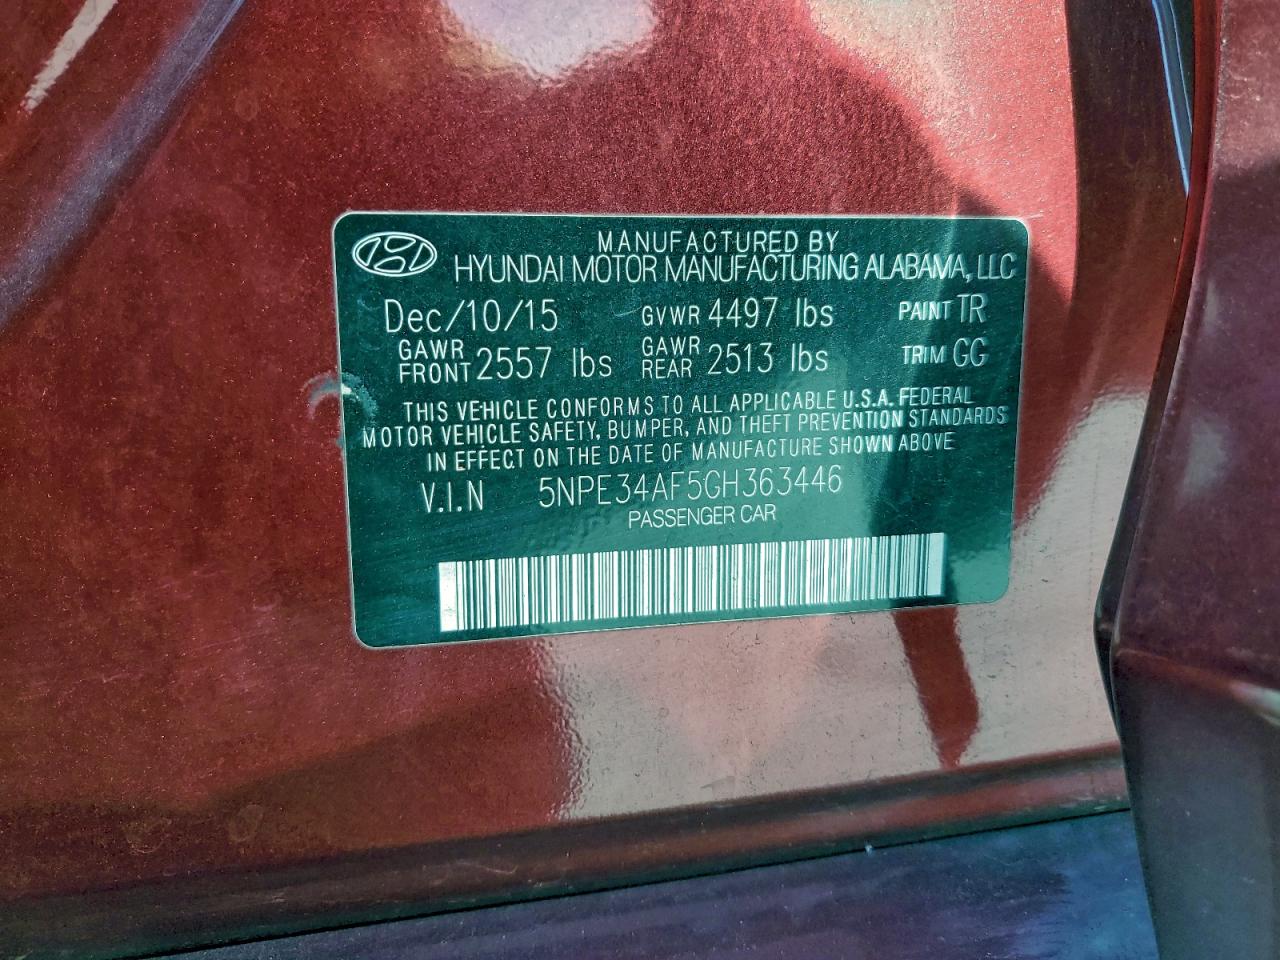 MANUFACTURED BY
HYUNDAI MOTOR MANUFACTURING ALABAMA, LLC
Dec/10/15 GVWR 4497 lbs PAINT TR
GAWR FRONT 2557 lbs GAWR REAR 2513 lbs TRIM GG
THIS VEHICLE CONFORMS TO ALL APPLICABLE U.S.A. FEDERAL
MOTOR VEHICLE SAFETY, BUMPER, AND THEFT PREVENTION STANDARDS
IN EFFECT ON THE DATE OF MANUFACTURE SHOWN ABOVE
V.I.N 5NPE34AF5GH363446
PASSENGER CAR